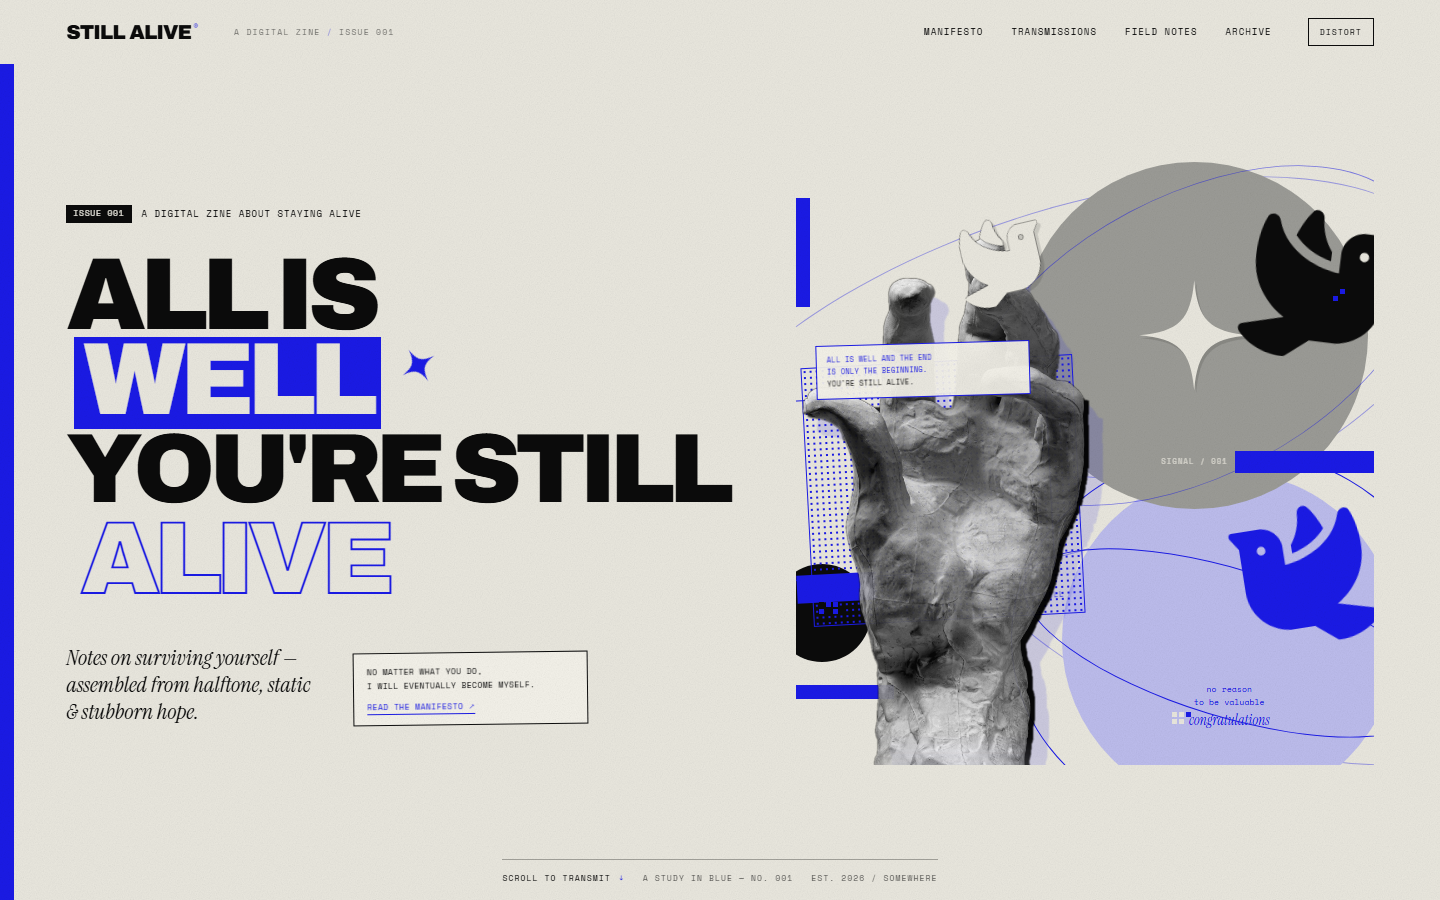 STILL ALIVE
A DIGITAL ZINE / ISSUE 001
MANIFESTO
TRANSMISSIONS
FIELD NOTES
ARCHIVE
DISTORT
ISSUE 001
A DIGITAL ZINE ABOUT STAYING ALIVE
ALL IS
WELL
YOU'RE STILL
ALIVE
Notes on surviving yourself —
assembled from halftone, static
& stubborn hope.
NO MATTER WHAT YOU DO,
I WILL EVENTUALLY BECOME MYSELF.
READ THE MANIFESTO ↗
ALL IS WELL AND THE END
IS ONLY THE BEGINNING.
YOU'RE STILL ALIVE.
SIGNAL / 001
no reason
to be valuable
congratulations
SCROLL TO TRANSMIT ↓
A STUDY IN BLUE — NO. 001
EST. 2026 / SOMEWHERE